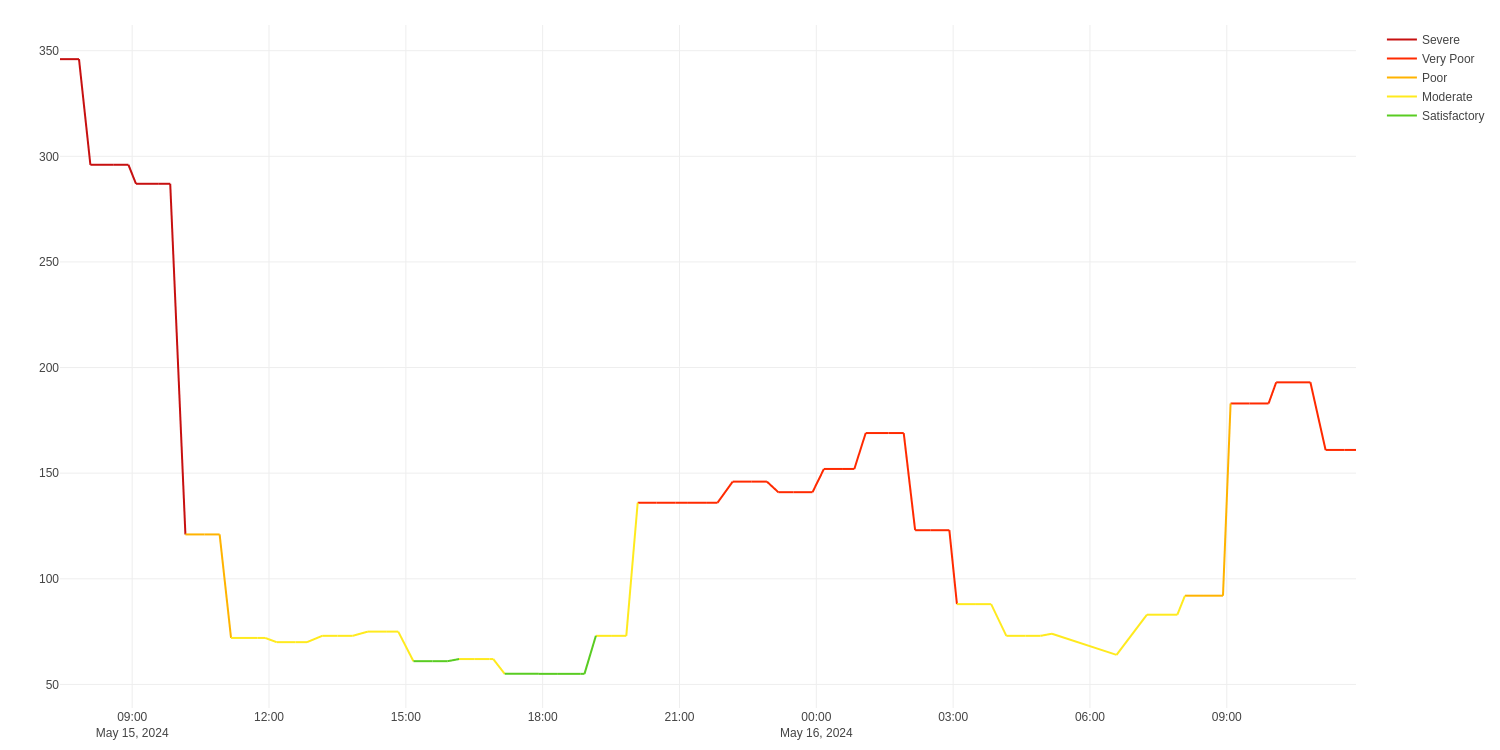 350
300
250
200
150
100
50
09:00
May 15, 2024
12:00
15:00
18:00
21:00
00:00
May 16, 2024
03:00
06:00
09:00
Severe
Very Poor
Poor
Moderate
Satisfactory